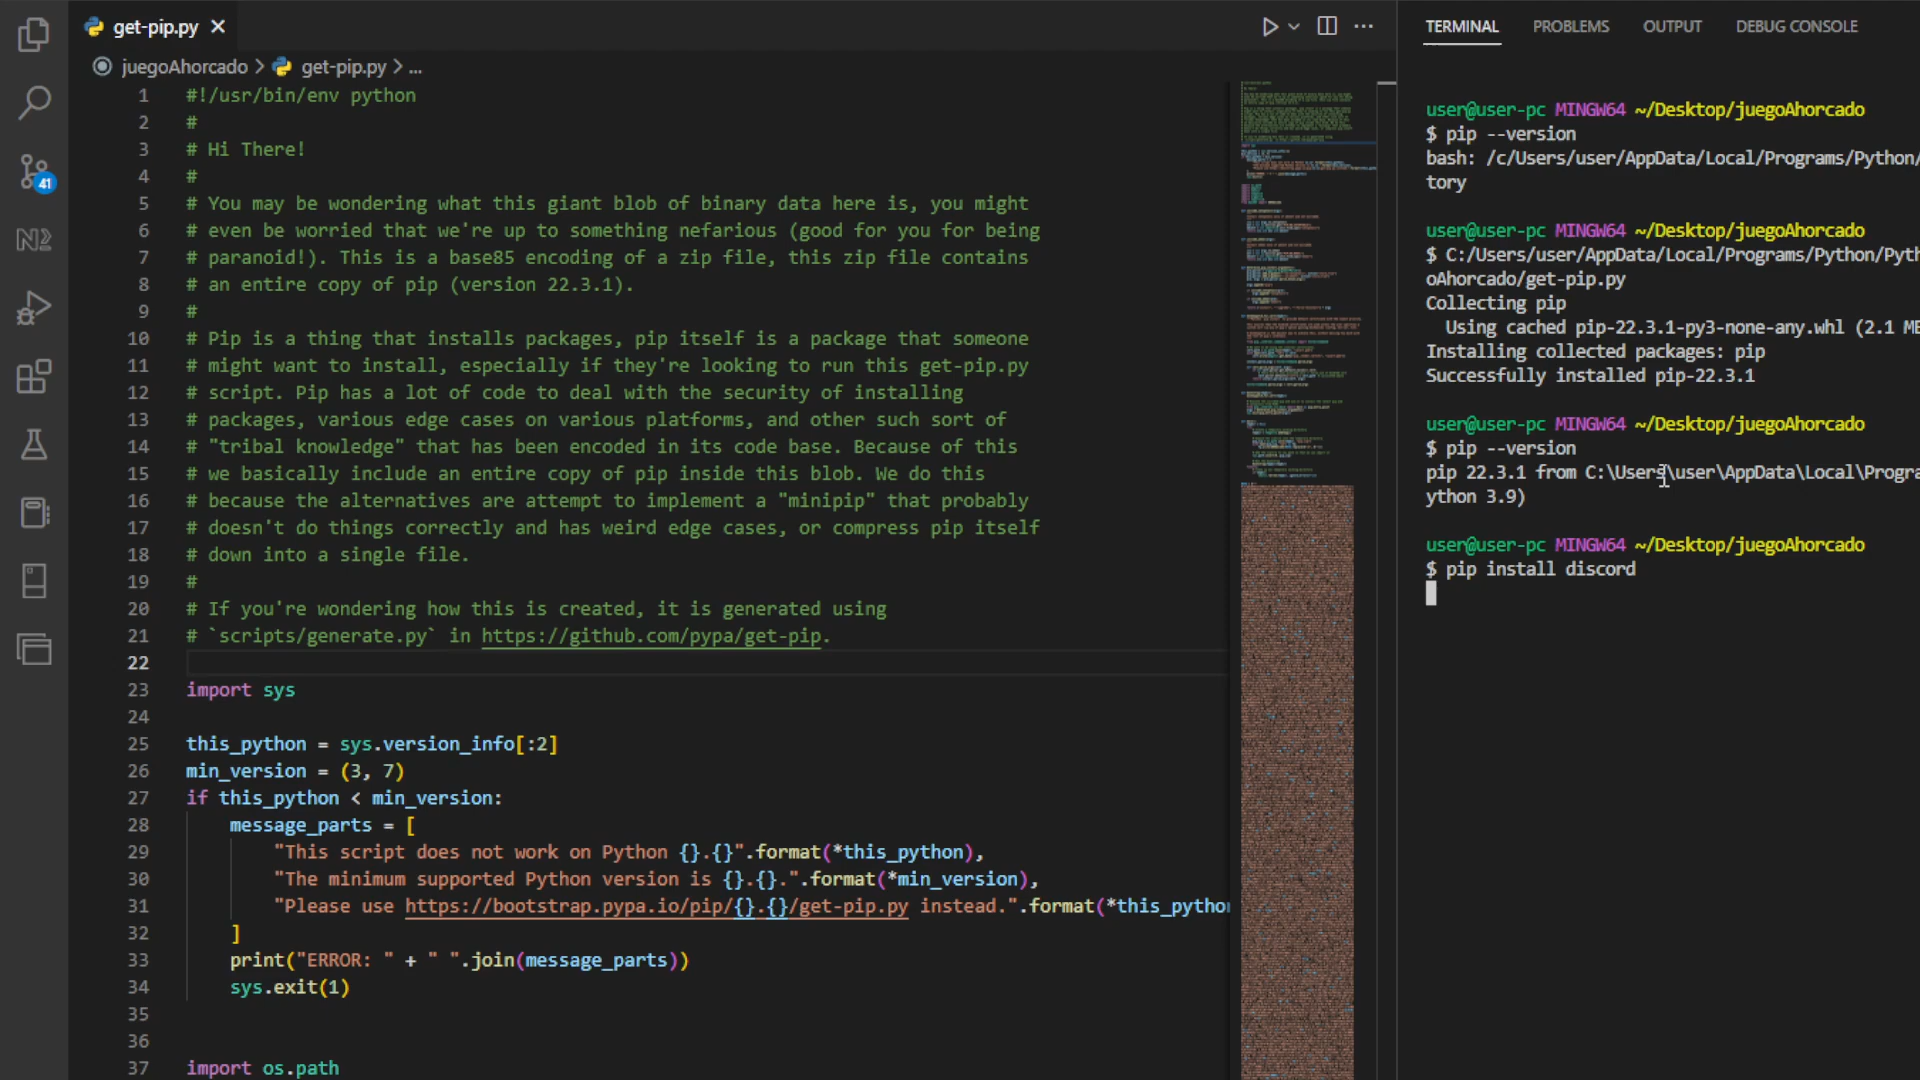 get-pip.py
juegoAhorcado > get-pip.py > ...
41
1 #!/usr/bin/env python
2 #
3 # Hi There!
4 #
5 # You may be wondering what this giant blob of binary data here is, you might
6 # even be worried that we're up to something nefarious (good for you for being
7 # paranoid!). This is a base85 encoding of a zip file, this zip file contains
8 # an entire copy of pip (version 22.3.1).
9 #
10 # Pip is a thing that installs packages, pip itself is a package that someone
11 # might want to install, especially if they're looking to run this get-pip.py
12 # script. Pip has a lot of code to deal with the security of installing
13 # packages, various edge cases on various platforms, and other such sort of
14 # "tribal knowledge" that has been encoded in its code base. Because of this
15 # we basically include an entire copy of pip inside this blob. We do this
16 # because the alternatives are attempt to implement a "minipip" that probably
17 # doesn't do things correctly and has weird edge cases, or compress pip itself
18 # down into a single file.
19 #
20 # If you're wondering how this is created, it is generated using
21 # `scripts/generate.py` in https://github.com/pypa/get-pip.
22
23 import sys
24
25 this_python = sys.version_info[:2]
26 min_version = (3, 7)
27 if this_python < min_version:
28     message_parts = [
29         "This script does not work on Python {}.{}".format(*this_python),
30         "The minimum supported Python version is {}.{}.".format(*min_version),
31         "Please use https://bootstrap.pypa.io/pip/{}.{}/get-pip.py instead.".format(*this_python
32     ]
33     print("ERROR: " + " ".join(message_parts))
34     sys.exit(1)
35
36
37 import os.path
TERMINAL PROBLEMS OUTPUT DEBUG CONSOLE
user@user-pc MINGW64 ~/Desktop/juegoAhorcado
$ pip --version
bash: /c/Users/user/AppData/Local/Programs/Python/
tory
user@user-pc MINGW64 ~/Desktop/juegoAhorcado
$ C:/Users/user/AppData/Local/Programs/Python/Pyth
oAhorcado/get-pip.py
Collecting pip
  Using cached pip-22.3.1-py3-none-any.whl (2.1 MB
Installing collected packages: pip
Successfully installed pip-22.3.1
user@user-pc MINGW64 ~/Desktop/juegoAhorcado
$ pip --version
pip 22.3.1 from C:\Users\user\AppData\Local\Progra
ython 3.9)
user@user-pc MINGW64 ~/Desktop/juegoAhorcado
$ pip install discord